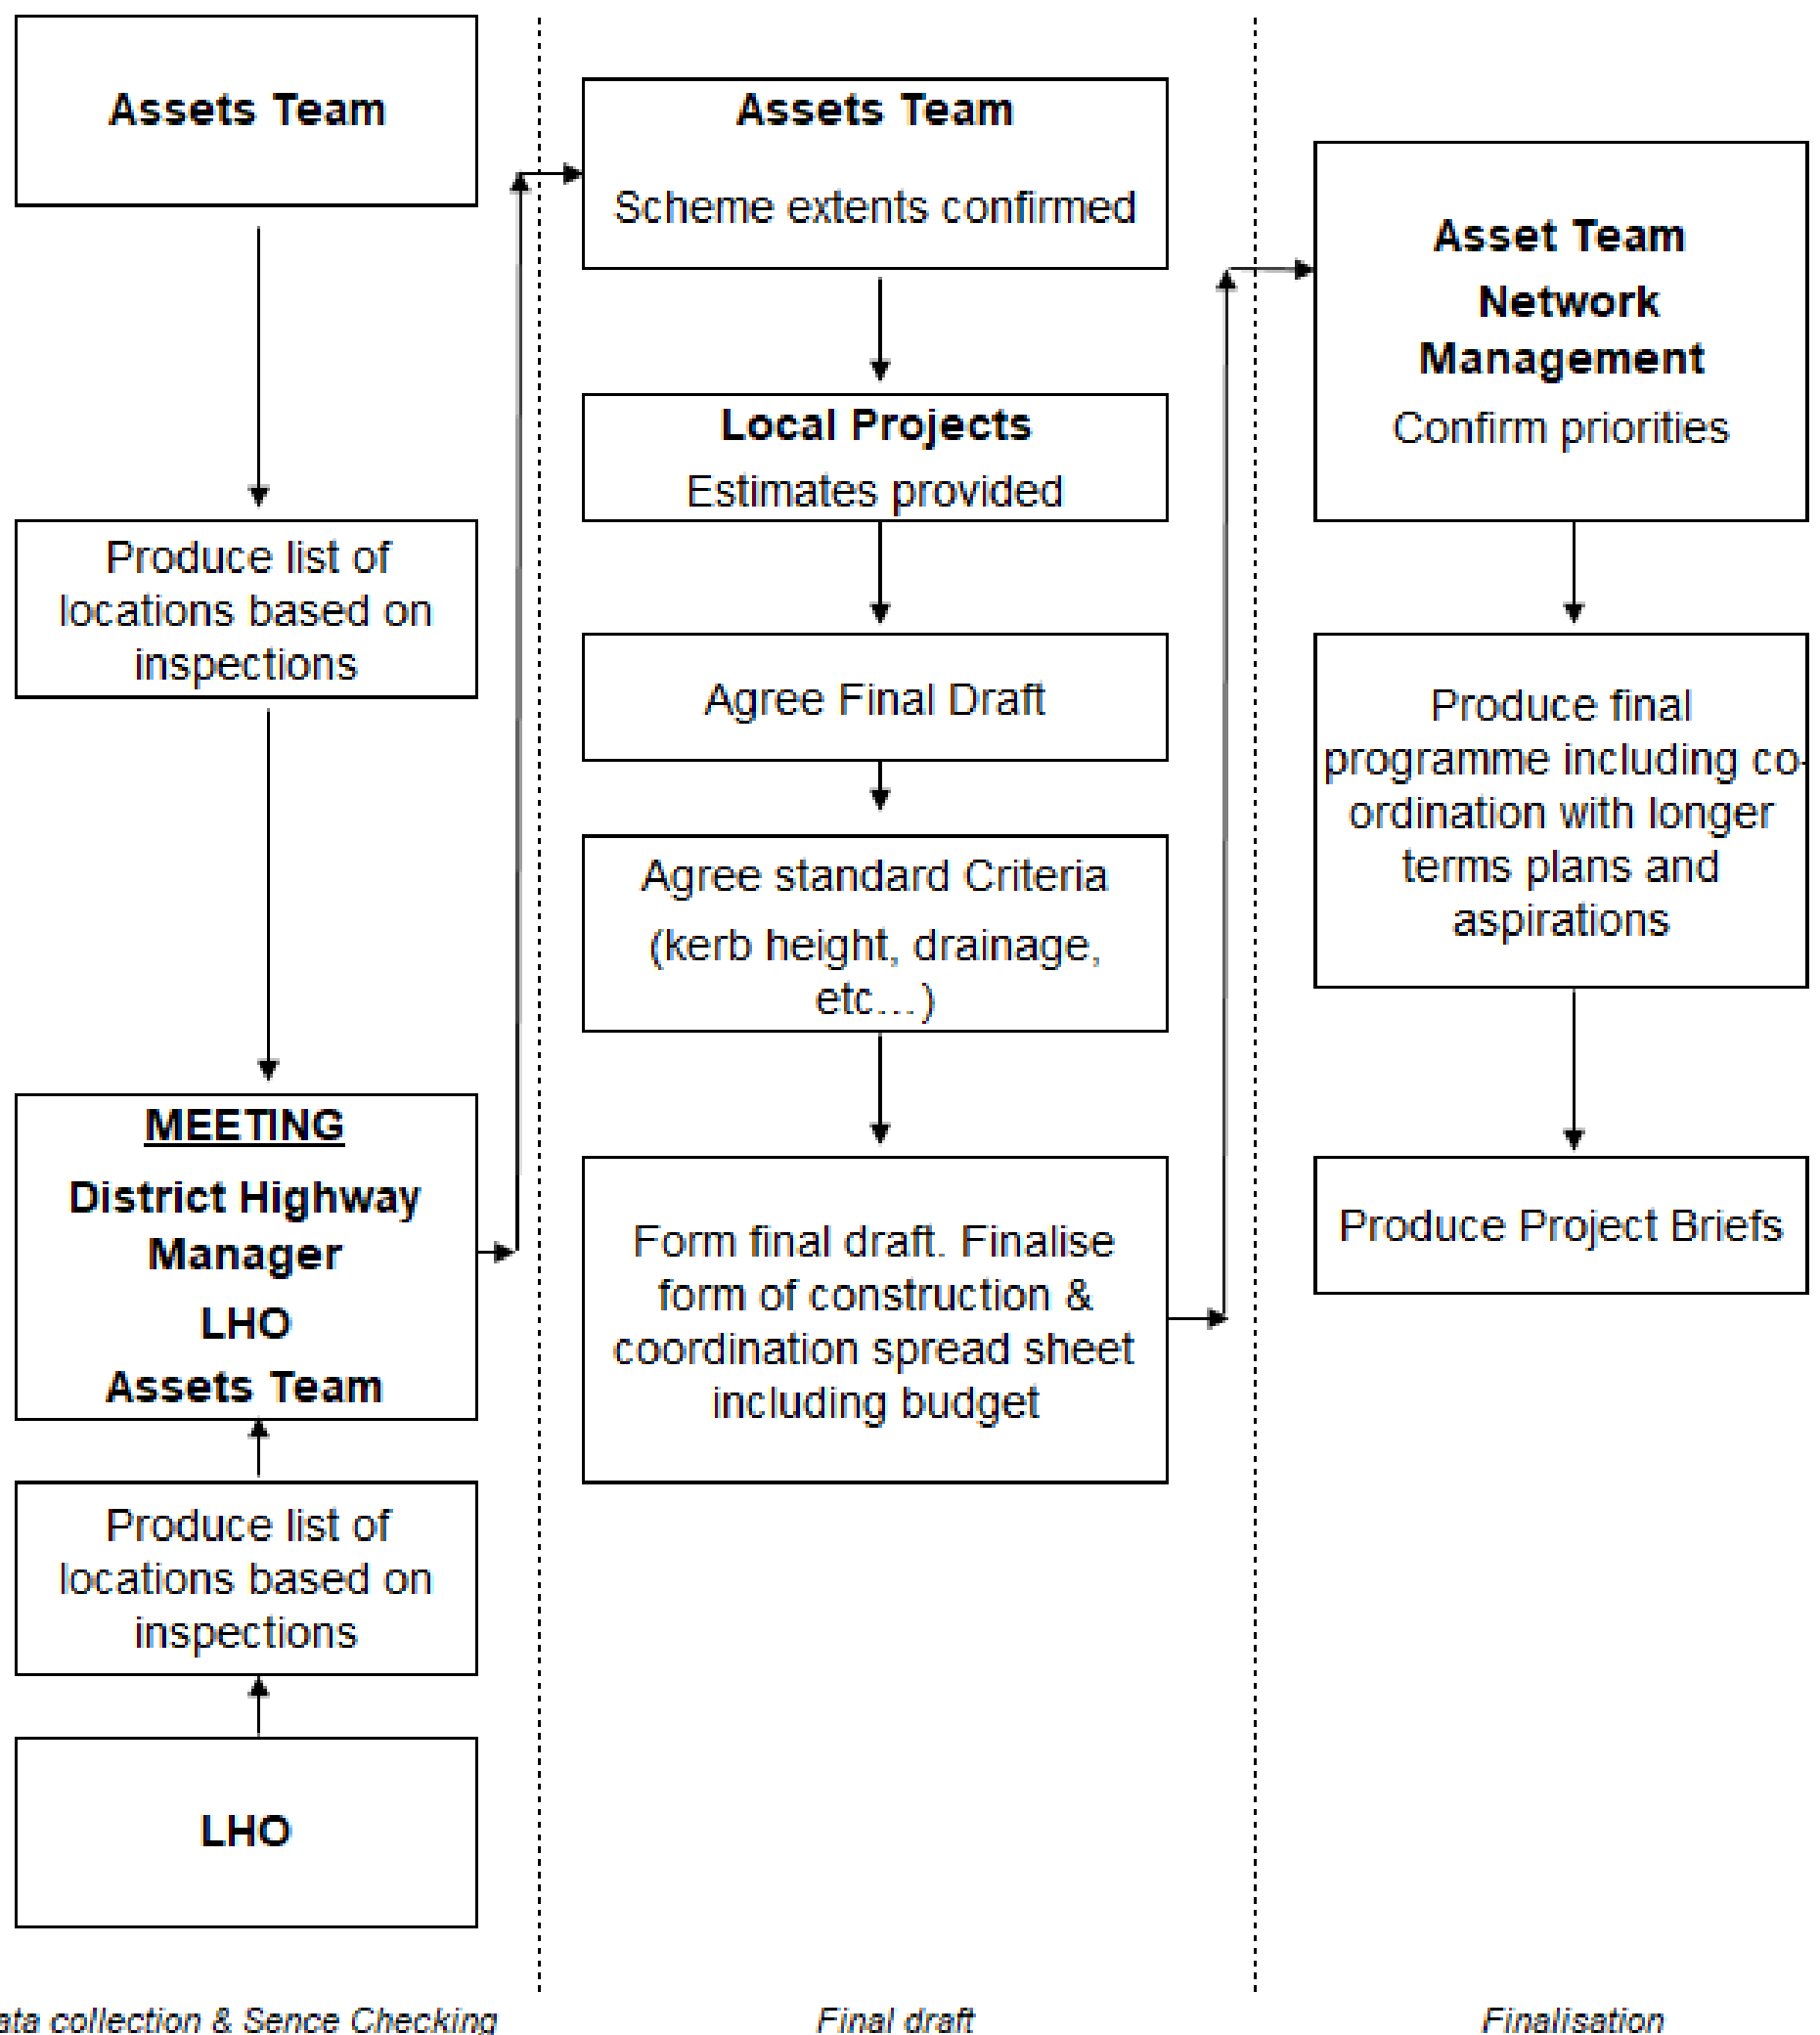 Assets Team
Produce list of
locations based on
inspections
MEETING
District Highway
Manager
LHO
Assets Team
Produce list of
locations based on
inspections
LHO
ata collection & Sence Checking
Assets Team
Scheme extents confirmed
Local Projects
Estimates provided
Agree Final Draft
Agree standard Criteria
(kerb height, drainage,
etc…)
Form final draft. Finalise
form of construction &
coordination spread sheet
including budget
Final draft
Asset Team
Network
Management
Confirm priorities
Produce final
programme including co-
ordination with longer
terms plans and
aspirations
Produce Project Briefs
Finalisation